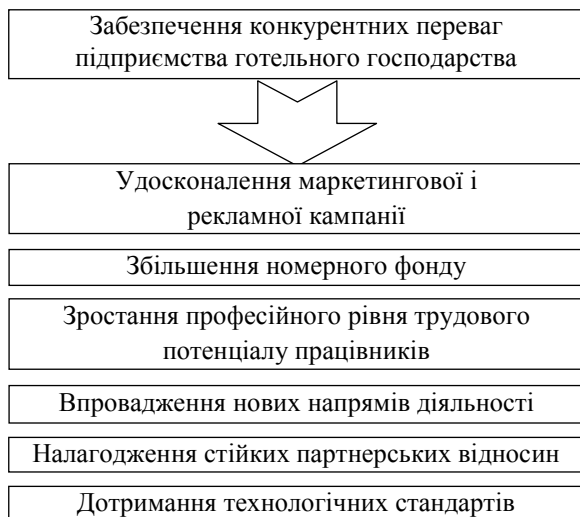 Забезпечення конкурентних переваг
підприємства готельного господарства
Удосконалення маркетингової і
рекламної кампанії
Збільшення номерного фонду
Зростання професійного рівня трудового
потенціалу працівників
Впровадження нових напрямів діяльності
Налагодження стійких партнерських відносин
Дотримання технологічних стандартів